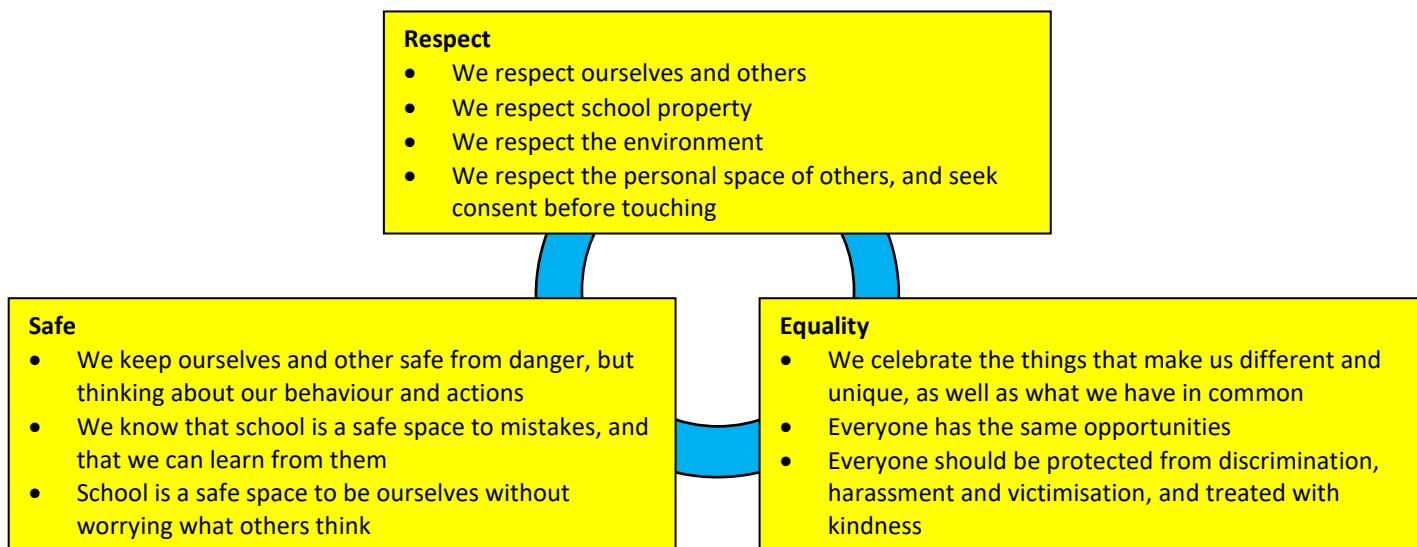 Respect
• We respect ourselves and others
• We respect school property
• We respect the environment
• We respect the personal space of others, and seek
consent before touching
Safe
• We keep ourselves and other safe from danger, but
thinking about our behaviour and actions
• We know that school is a safe space to mistakes, and
that we can learn from them
• School is a safe space to be ourselves without
worrying what others think
Equality
• We celebrate the things that make us different and
unique, as well as what we have in common
• Everyone has the same opportunities
• Everyone should be protected from discrimination,
harassment and victimisation, and treated with
kindness